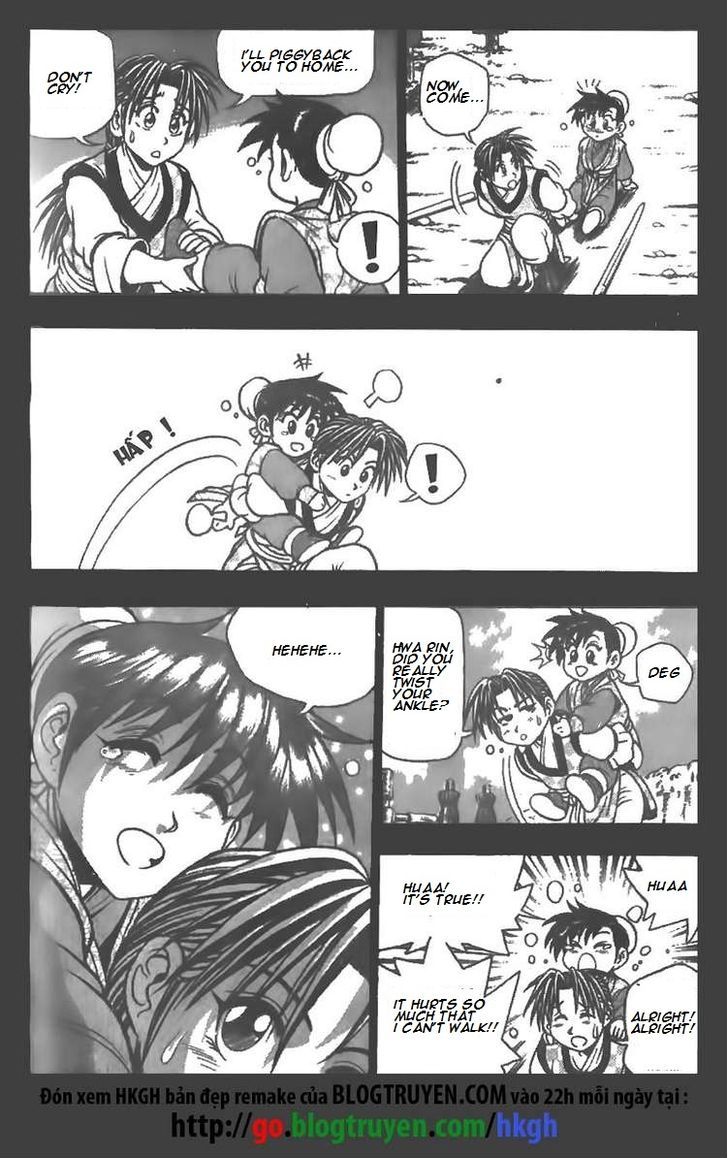 DON'T
CRY!
I'LL PIGGYBACK
YOU TO HOME...
!
NOW,
COME...
HẤP !
!
HEHEHE...
HWA RIN,
DID YOU
REALLY
TWIST
YOUR
ANKLE?
DEG
HUAA!
IT'S TRUE!!
HUAA
IT HURTS SO
MUCH THAT
I CAN'T WALK!!
ALRIGHT!
ALRIGHT!
Đón xem HKGH bản đẹp remake của BLOGTRUYEN.COM vào 22h mỗi ngày tại :
http://go.blogtruyen.com/hkgh